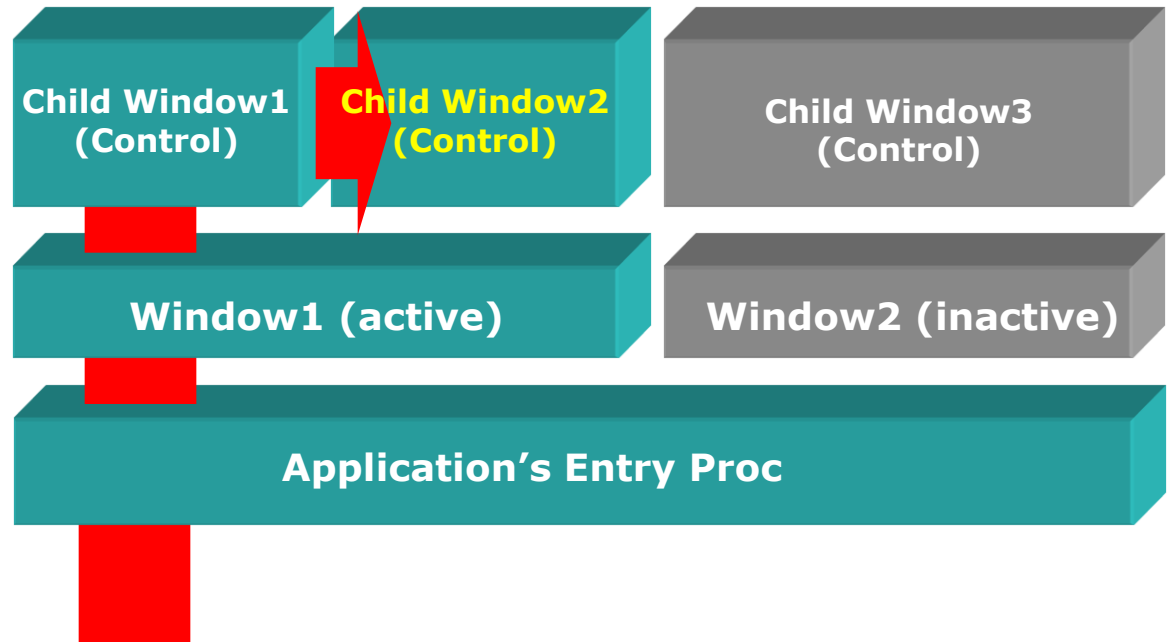 Child Window1
(Control)
Child Window2
(Control)
Child Window3
(Control)
Window1 (active)
Window2 (inactive)
Application’s Entry Proc